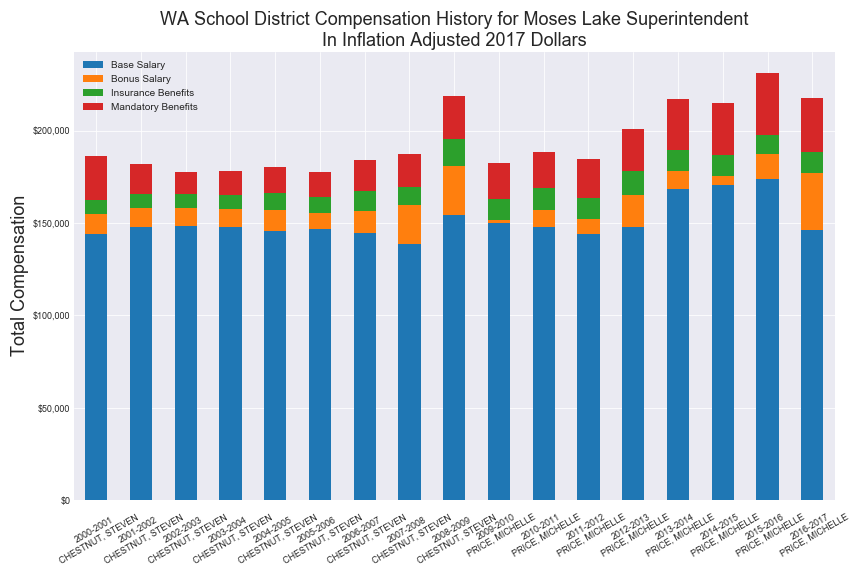 WA School District Compensation History for Moses Lake Superintendent
In Inflation Adjusted 2017 Dollars
Base Salary
Bonus Salary
Insurance Benefits
Mandatory Benefits
Total Compensation
$200,000
$150,000
$100,000
$50,000
$0
2000-2001
CHESTNUT, STEVEN
2001-2002
CHESTNUT, STEVEN
2002-2003
CHESTNUT, STEVEN
2003-2004
CHESTNUT, STEVEN
2004-2005
CHESTNUT, STEVEN
2005-2006
CHESTNUT, STEVEN
2006-2007
CHESTNUT, STEVEN
2007-2008
CHESTNUT, STEVEN
2008-2009
CHESTNUT, STEVEN
2009-2010
PRICE, MICHELLE
2010-2011
PRICE, MICHELLE
2011-2012
PRICE, MICHELLE
2012-2013
PRICE, MICHELLE
2013-2014
PRICE, MICHELLE
2014-2015
PRICE, MICHELLE
2015-2016
PRICE, MICHELLE
2016-2017
PRICE, MICHELLE